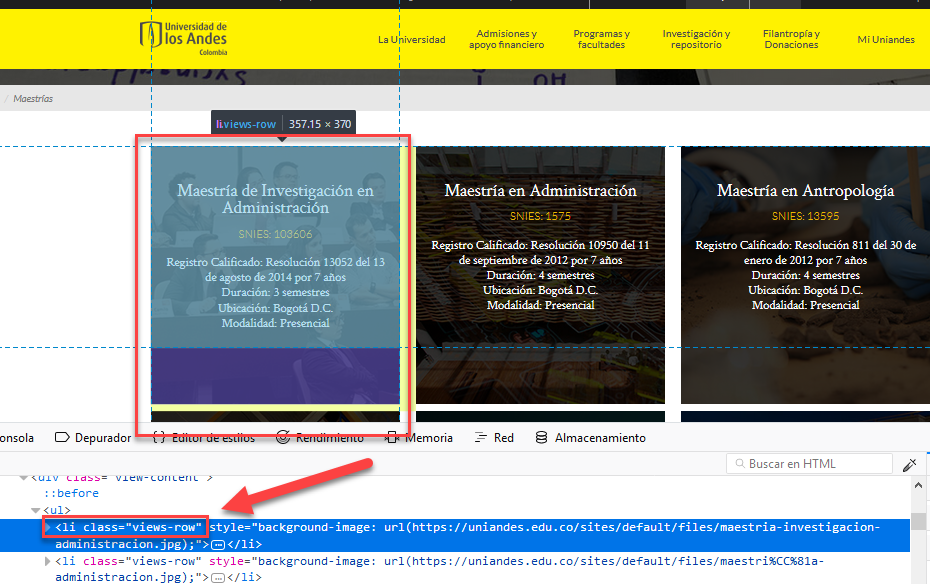 Universidad de
los Andes
Colombia
La Universidad
Admisiones y
apoyo financiero
Programas y
facultades
Investigación y
repositorio
Filantropía y
Donaciones
Mi Uniandes
/ Maestrías
li.views-row | 357.15 × 370
Maestría de Investigación en
Administración
SNIES: 103606
Registro Calificado: Resolución 13052 del 13
de agosto de 2014 por 7 años
Duración: 3 semestres
Ubicación: Bogotá D.C.
Modalidad: Presencial
Maestría en Administración
SNIES: 1575
Registro Calificado: Resolución 10950 del 11
de septiembre de 2012 por 7 años
Duración: 4 semestres
Ubicación: Bogotá D.C.
Modalidad: Presencial
Maestría en Antropología
SNIES: 13595
Registro Calificado: Resolución 811 del 30 de
enero de 2012 por 7 años
Duración: 4 semestres
Ubicación: Bogotá D.C.
Modalidad: Presencial
onsola Depurador {} Editor de estilos Rendimiento Memoria Red Almacenamiento
Buscar en HTML
<div class="view-content">
::before
<ul>
<li class="views-row" style="background-image: url(https://uniandes.edu.co/sites/default/files/maestria-investigacion-
administracion.jpg);">…</li>
<li class="views-row" style="background-image: url(https://uniandes.edu.co/sites/default/files/maestri%CC%81a-
administracion.jpg);">…</li>